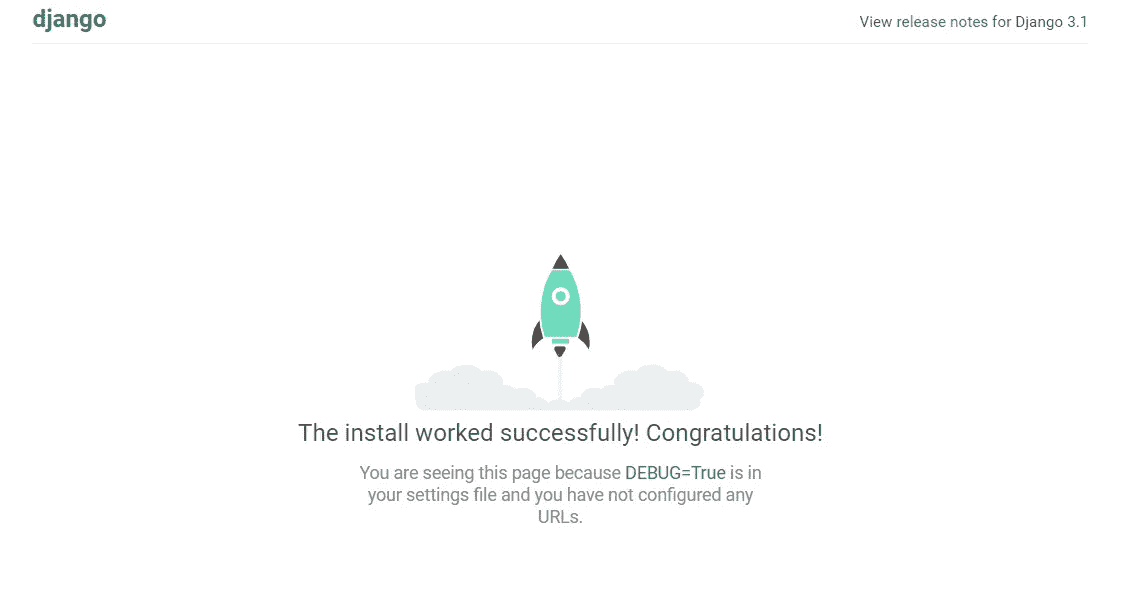 django
View release notes for Django 3.1
The install worked successfully! Congratulations!
You are seeing this page because DEBUG=True is in
your settings file and you have not configured any
URLs.